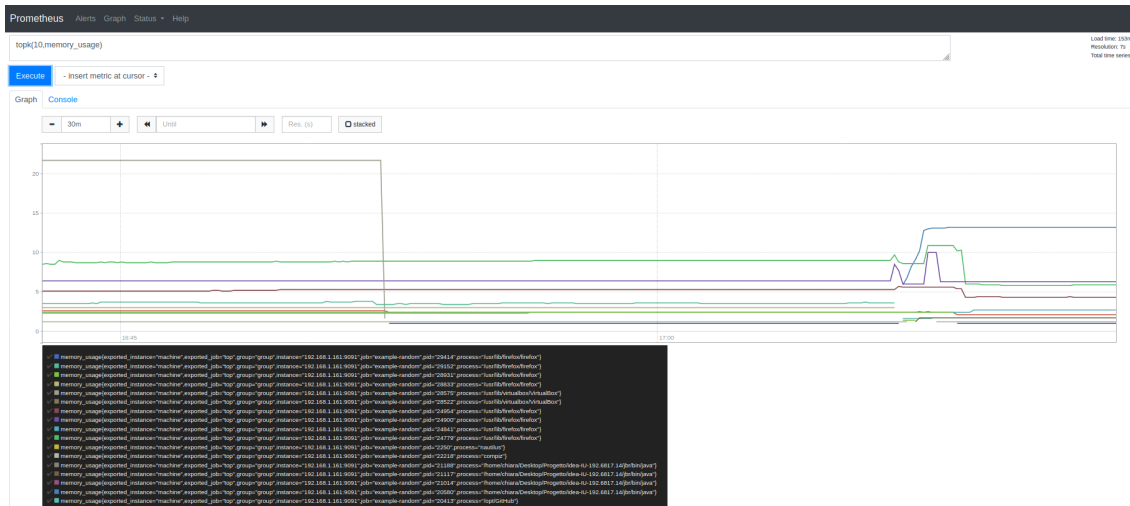 Prometheus Alerts Graph Status Help
topk(10,memory_usage)
Load time: 153m
Resolution: 7s
Total time series
Execute - insert metric at cursor -
Graph Console
30m Until Res. (s) stacked
20
15
10
5
0
16:45 17:00
memory_usage{exported_instance="machine",exported_job="top",group="group",instance="192.168.1.161:9091",job="example-random",pid="29414",process="/usr/lib/firefox/firefox"}
memory_usage{exported_instance="machine",exported_job="top",group="group",instance="192.168.1.161:9091",job="example-random",pid="29152",process="/usr/lib/firefox/firefox"}
memory_usage{exported_instance="machine",exported_job="top",group="group",instance="192.168.1.161:9091",job="example-random",pid="28931",process="/usr/lib/firefox/firefox"}
memory_usage{exported_instance="machine",exported_job="top",group="group",instance="192.168.1.161:9091",job="example-random",pid="28833",process="/usr/lib/firefox/firefox"}
memory_usage{exported_instance="machine",exported_job="top",group="group",instance="192.168.1.161:9091",job="example-random",pid="28575",process="/usr/lib/virtualbox/VirtualBox"}
memory_usage{exported_instance="machine",exported_job="top",group="group",instance="192.168.1.161:9091",job="example-random",pid="28522",process="/usr/lib/virtualbox/VirtualBox"}
memory_usage{exported_instance="machine",exported_job="top",group="group",instance="192.168.1.161:9091",job="example-random",pid="24954",process="/usr/lib/firefox/firefox"}
memory_usage{exported_instance="machine",exported_job="top",group="group",instance="192.168.1.161:9091",job="example-random",pid="24900",process="/usr/lib/firefox/firefox"}
memory_usage{exported_instance="machine",exported_job="top",group="group",instance="192.168.1.161:9091",job="example-random",pid="24841",process="/usr/lib/firefox/firefox"}
memory_usage{exported_instance="machine",exported_job="top",group="group",instance="192.168.1.161:9091",job="example-random",pid="24779",process="/usr/lib/firefox/firefox"}
memory_usage{exported_instance="machine",exported_job="top",group="group",instance="192.168.1.161:9091",job="example-random",pid="2250",process="nautilus"}
memory_usage{exported_instance="machine",exported_job="top",group="group",instance="192.168.1.161:9091",job="example-random",pid="22218",process="compiz"}
memory_usage{exported_instance="machine",exported_job="top",group="group",instance="192.168.1.161:9091",job="example-random",pid="21188",process="/home/chiara/Desktop/Progetto/idea-IU-192.6817.14/jbr/bin/java"}
memory_usage{exported_instance="machine",exported_job="top",group="group",instance="192.168.1.161:9091",job="example-random",pid="21117",process="/home/chiara/Desktop/Progetto/idea-IU-192.6817.14/jbr/bin/java"}
memory_usage{exported_instance="machine",exported_job="top",group="group",instance="192.168.1.161:9091",job="example-random",pid="21014",process="/home/chiara/Desktop/Progetto/idea-IU-192.6817.14/jbr/bin/java"}
memory_usage{exported_instance="machine",exported_job="top",group="group",instance="192.168.1.161:9091",job="example-random",pid="20580",process="/home/chiara/Desktop/Progetto/idea-IU-192.6817.14/jbr/bin/java"}
memory_usage{exported_instance="machine",exported_job="top",group="group",instance="192.168.1.161:9091",job="example-random",pid="20413",process="/opt/GitHub"}